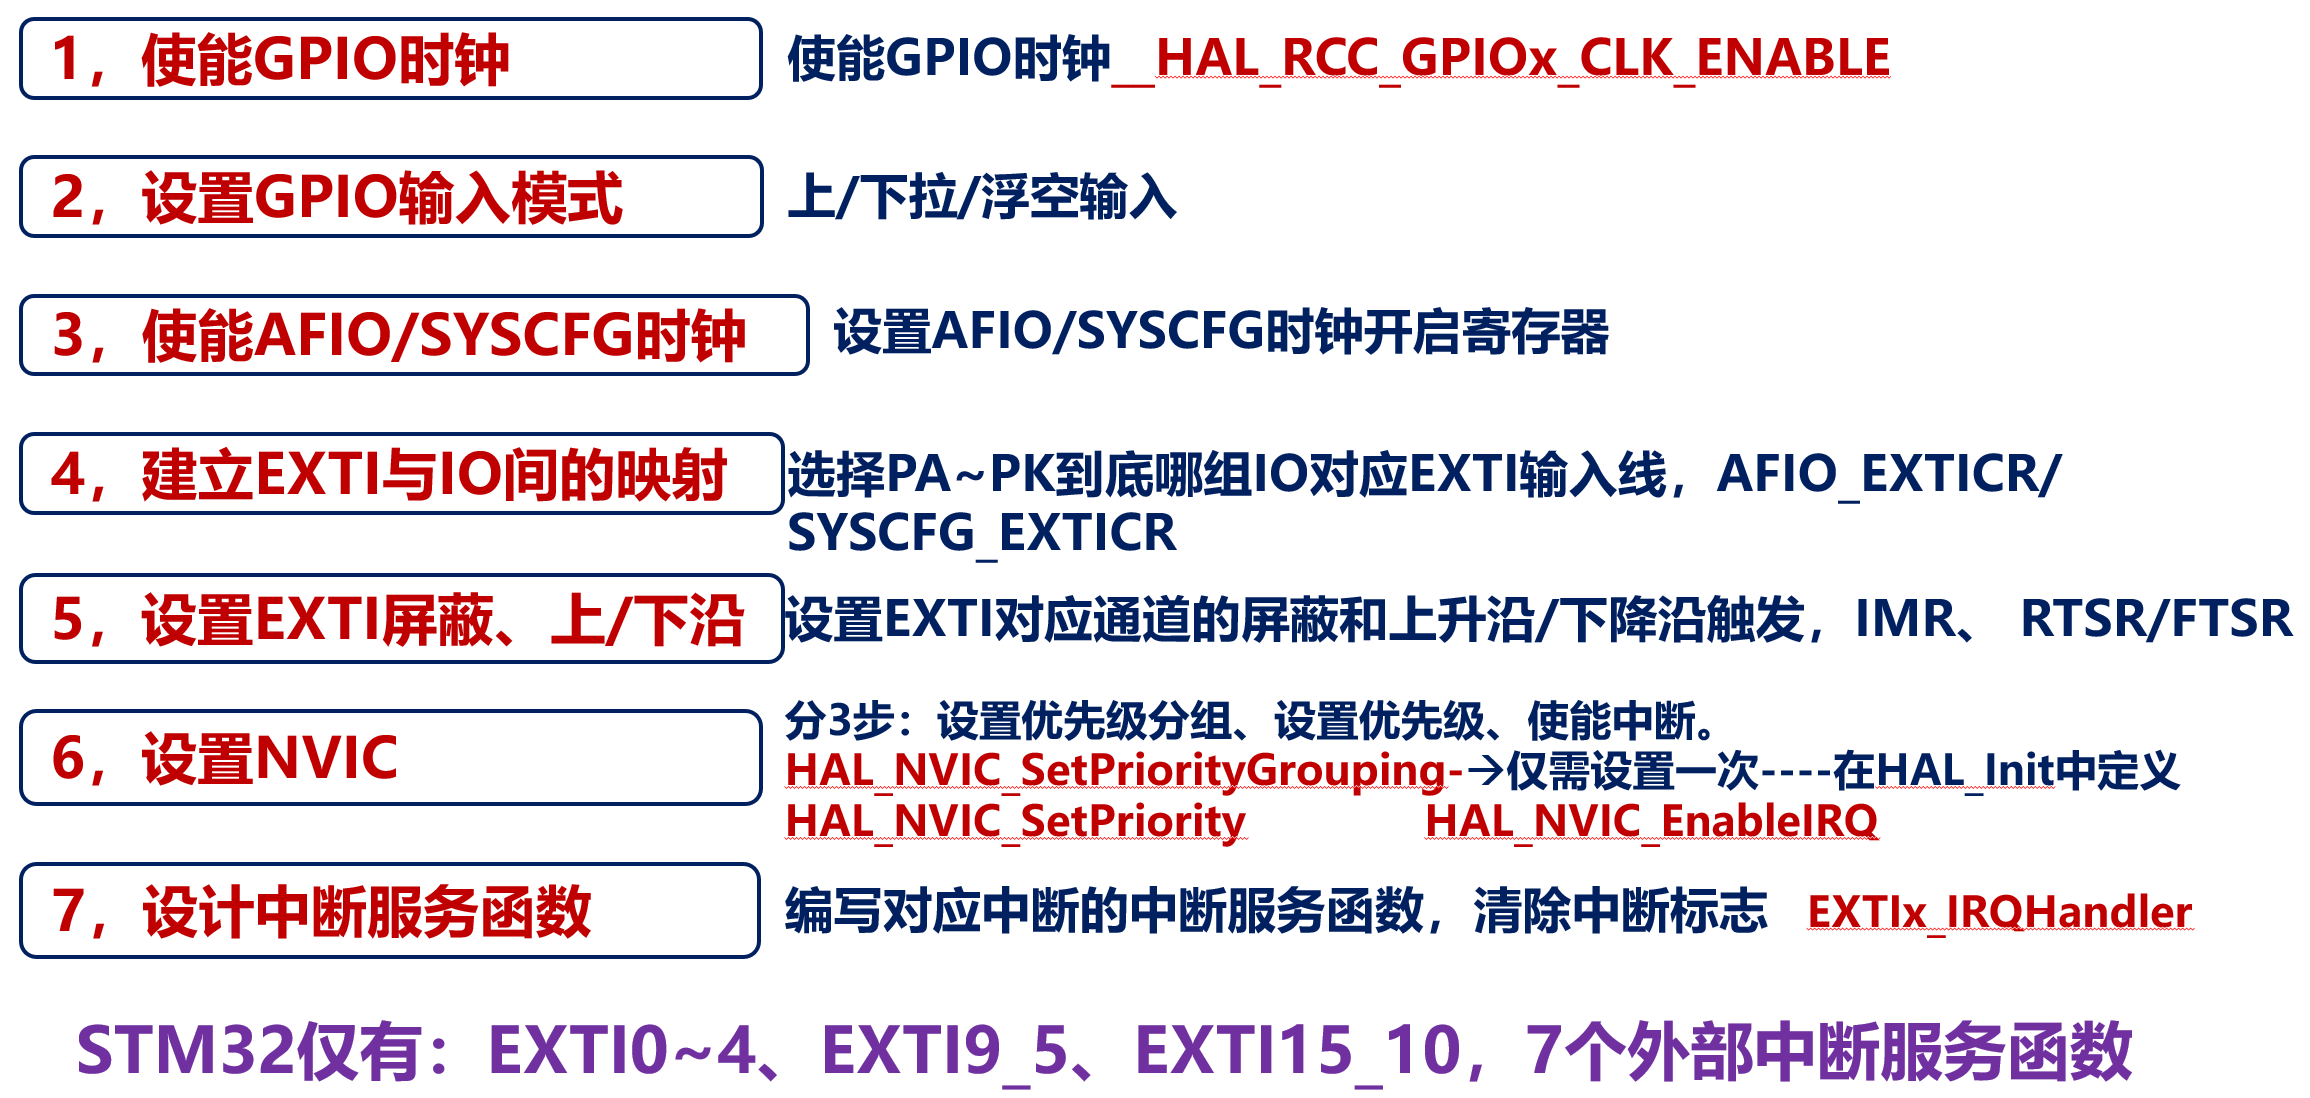 1，使能GPIO时钟
使能GPIO时钟__HAL_RCC_GPIOx_CLK_ENABLE
2，设置GPIO输入模式
上/下拉/浮空输入
3，使能AFIO/SYSCFG时钟
设置AFIO/SYSCFG时钟开启寄存器
4，建立EXTI与IO间的映射
选择PA~PK到底哪组IO对应EXTI输入线，AFIO_EXTICR/
SYSCFG_EXTICR
5，设置EXTI屏蔽、上/下沿
设置EXTI对应通道的屏蔽和上升沿/下降沿触发，IMR、 RTSR/FTSR
6，设置NVIC
分3步：设置优先级分组、设置优先级、使能中断。
HAL_NVIC_SetPriorityGrouping-→仅需设置一次----在HAL_Init中定义
HAL_NVIC_SetPriority HAL_NVIC_EnableIRQ
7，设计中断服务函数
编写对应中断的中断服务函数，清除中断标志 EXTIx_IRQHandler
STM32仅有：EXTI0~4、EXTI9_5、EXTI15_10，7个外部中断服务函数